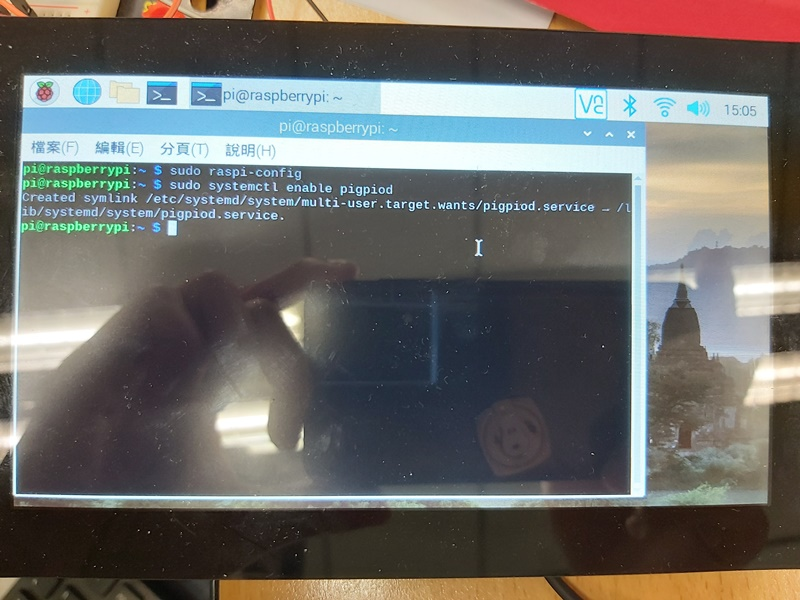 pi@raspberrypi: ~
15:05
pi@raspberrypi: ~
檔案(F) 編輯(E) 分頁(T) 說明(H)
pi@raspberrypi:~ $ sudo raspi-config
pi@raspberrypi:~ $ sudo systemctl enable pigpiod
Created symlink /etc/systemd/system/multi-user.target.wants/pigpiod.service → /l
ib/systemd/system/pigpiod.service.
pi@raspberrypi:~ $